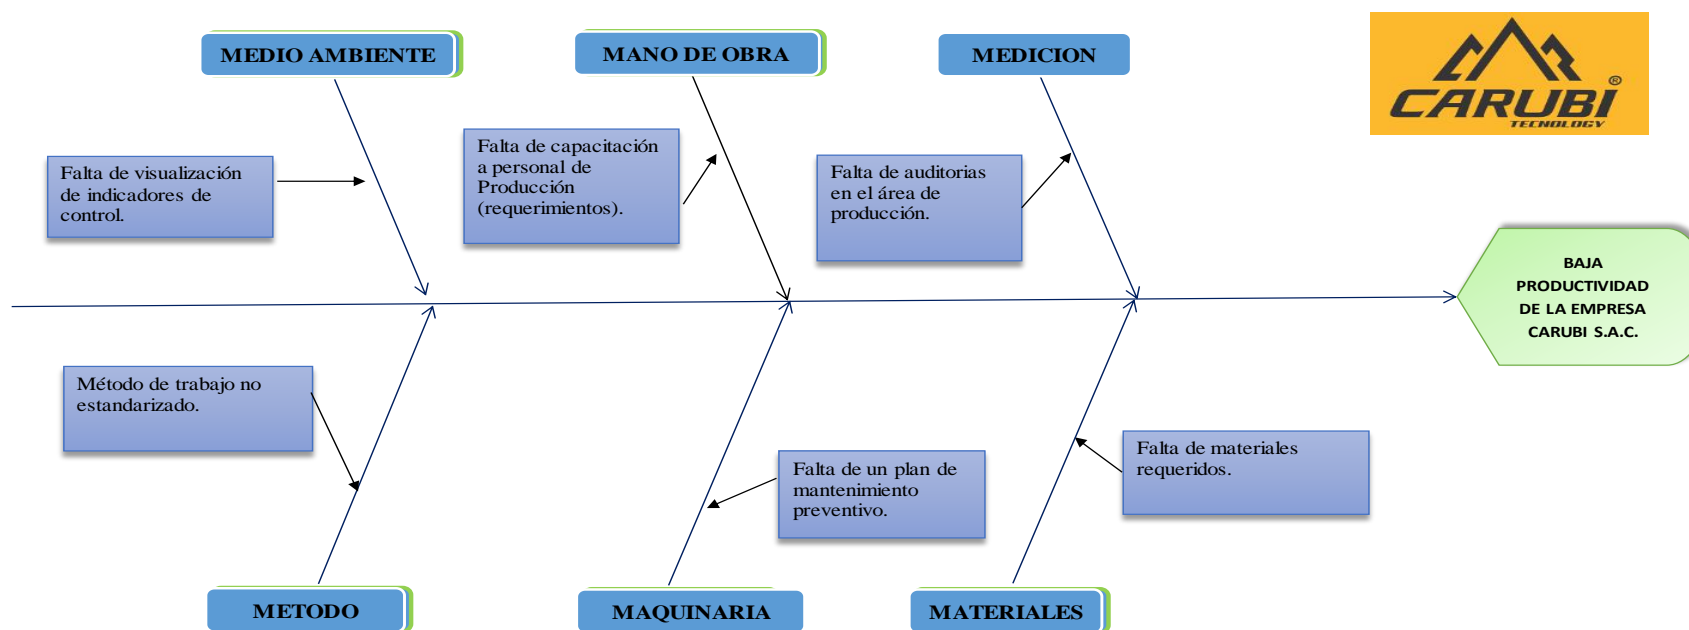 MEDIO AMBIENTE
MANO DE OBRA
MEDICION
CARUBI®
TECNOLOGY
Falta de visualización
de indicadores de
control.
Falta de capacitación
a personal de
Producción
(requerimientos).
Falta de auditorias
en el área de
producción.
BAJA
PRODUCTIVIDAD
DE LA EMPRESA
CARUBI S.A.C.
Método de trabajo no
estandarizado.
Falta de un plan de
mantenimiento
preventivo.
Falta de materiales
requeridos.
METODO
MAQUINARIA
MATERIALES